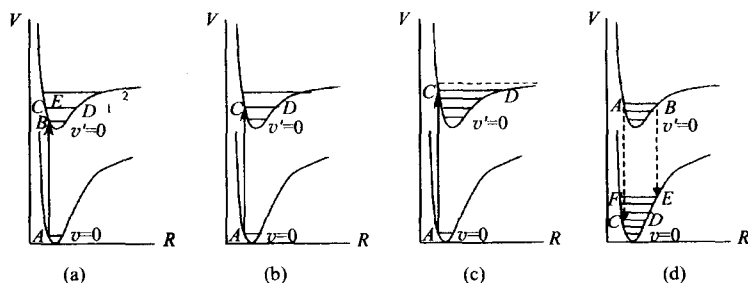 V
C E D 1 2
B v'=0
A v=0 R
(a)
V
C D
v'=0
A v=0 R
(b)
V
C D
v'=0
A v=0 R
(c)
V
A B
v'=0
F E
C D
v=0 R
(d)